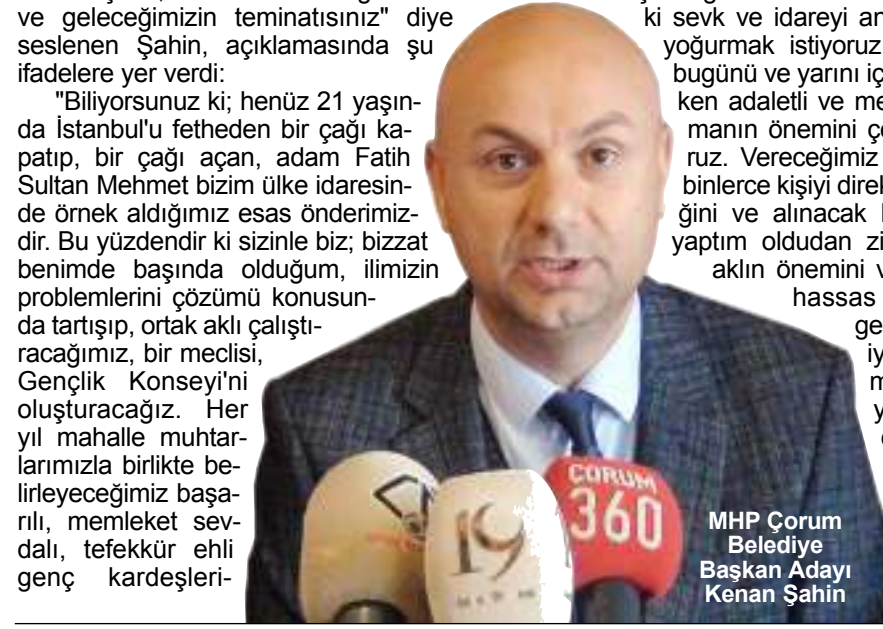 ve geleceğimizin teminatısınız" diye
seslenen Şahin, açıklamasında şu
ifadelere yer verdi:
"Biliyorsunuz ki; henüz 21 yaşın-
da İstanbul'u fetheden bir çağı ka-
patıp, bir çağı açan, adam Fatih
Sultan Mehmet bizim ülke idaresin-
de örnek aldığımız esas önderimiz-
dir. Bu yüzdendir ki sizinle biz; bizzat
benimde başında olduğum, ilimizin
problemlerini çözümü konusun-
da tartışıp, ortak aklı çalıştı-
racağımız, bir meclisi,
Gençlik Konseyi'ni
oluşturacağız. Her
yıl mahalle muhtar-
larımızla birlikte be-
lirleyeceğimiz başa-
rılı, memleket sev-
dalı, tefekkür ehli
genç kardeşleri-
ki sevk ve idareyi
yoğurmak istiyoruz
bugünü ve yarını
ken adaletli ve
manın önemini
ruz. Vereceğimiz
binlerce kişiyi
ğini ve alınacak
yaptım oldudan
aklın önemini
hassas
19
ÇORUM
360
MHP Çorum
Belediye
Başkan Adayı
Kenan Şahin